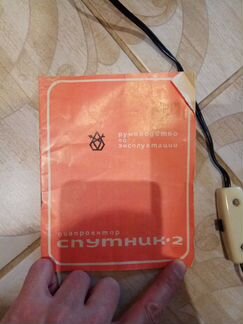 руководство
по
эксплуатации
диапроектор
спутник·2